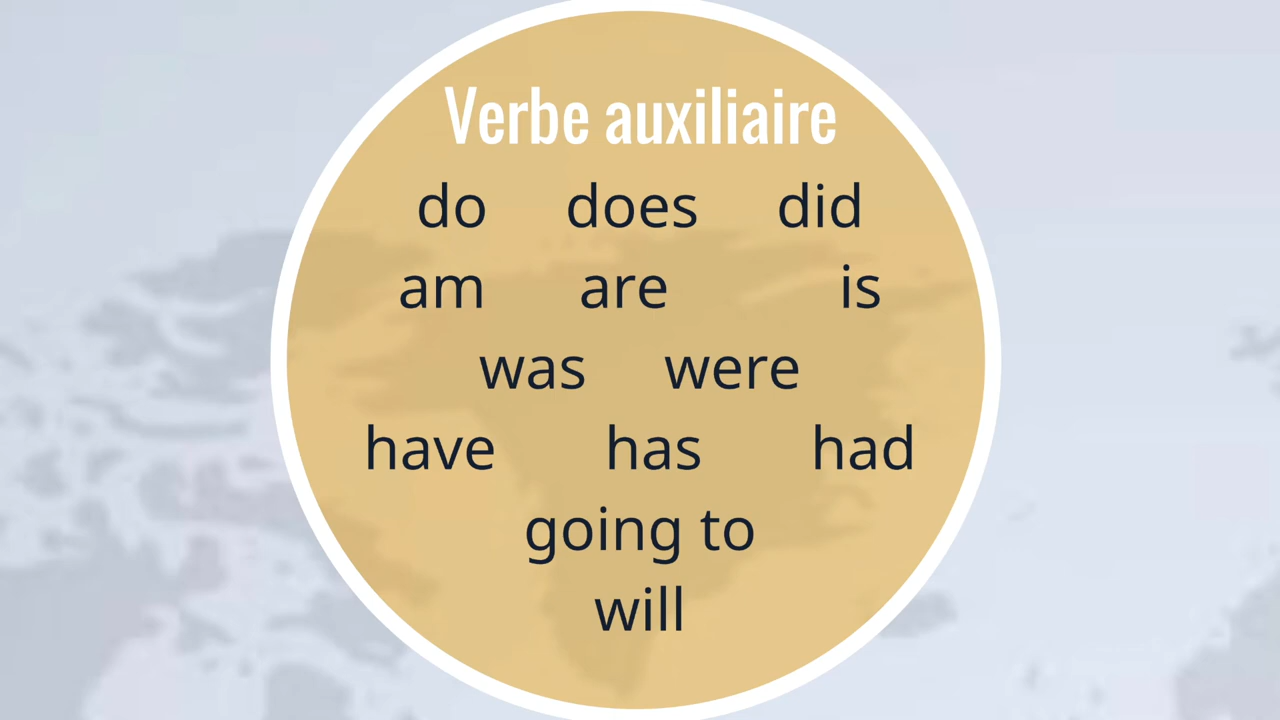 Verbe auxiliaire
do does did
am are is
was were
have has had
going to
will